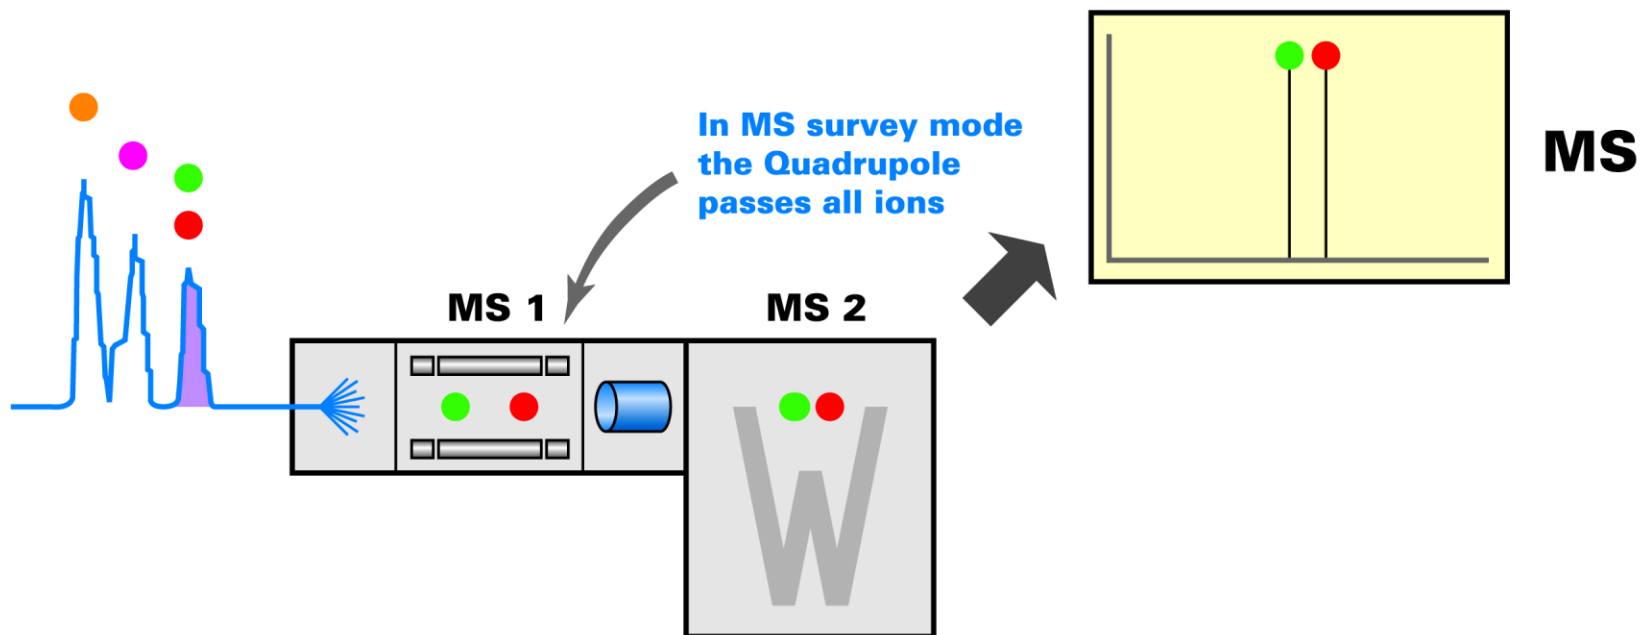 In MS survey mode
the Quadrupole
passes all ions
MS
MS 1
MS 2
W